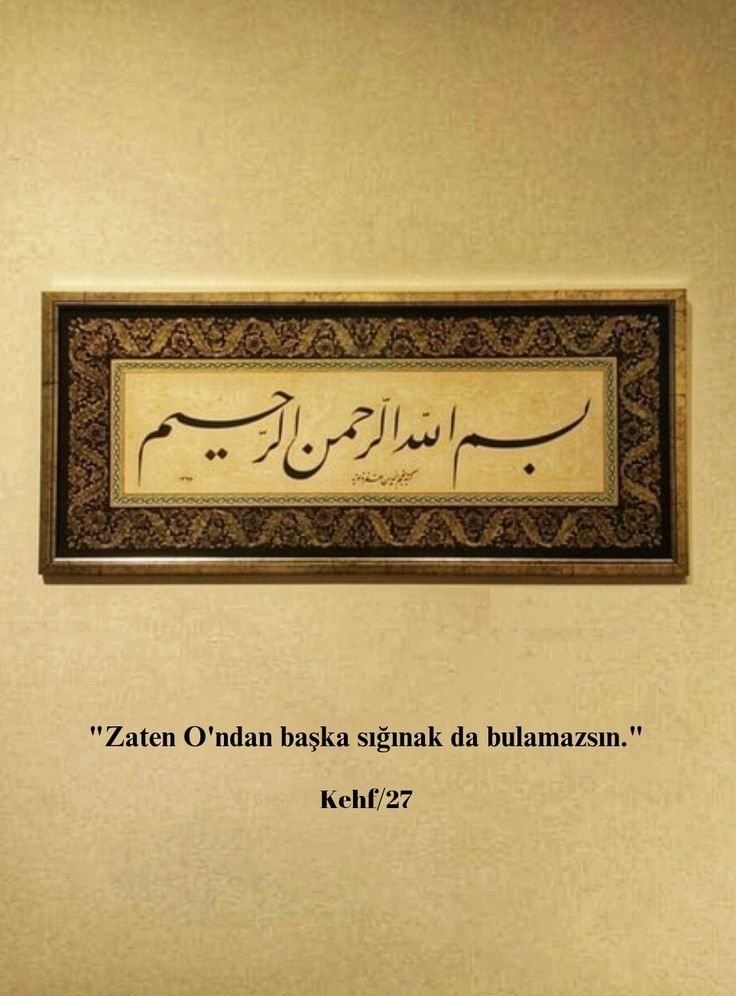 بسم الله الرحمن الرحيم
"Zaten O'ndan başka sığınak da bulamazsın."
Kehf/27